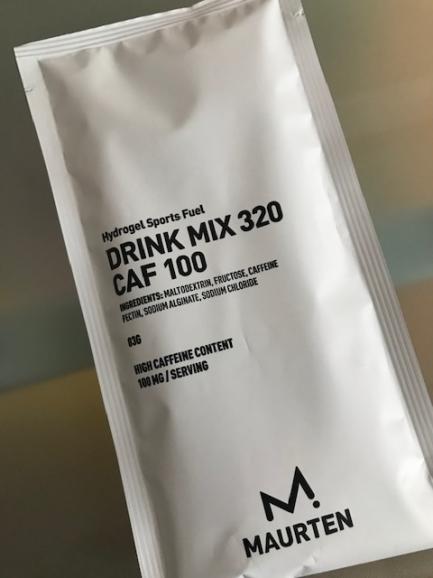 Hydrogel Sports Fuel
DRINK MIX 320
CAF 100
INGREDIENTS: MALTODEXTRIN, FRUCTOSE, CAFFEINE
PECTIN, SODIUM ALGINATE, SODIUM CHLORIDE
83G
HIGH CAFFEINE CONTENT
100 MG / SERVING
M.
MAURTEN